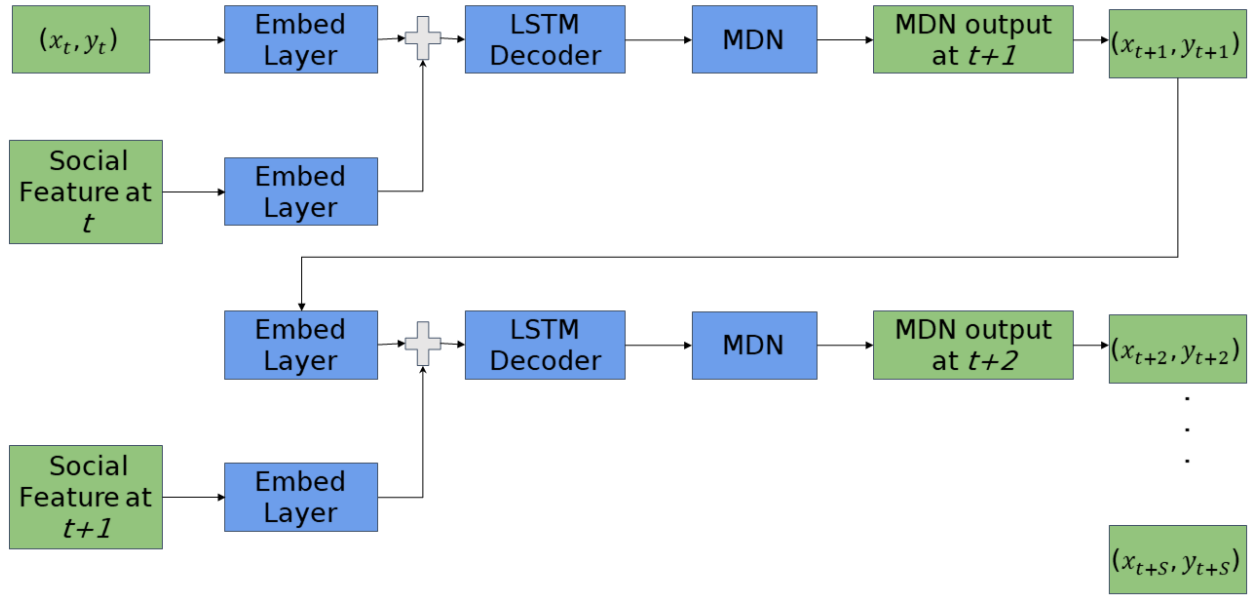 (x_t, y_t)
Embed
Layer
LSTM
Decoder
MDN
MDN output
at t+1
(x_{t+1}, y_{t+1})
Social
Feature at
t
Embed
Layer
Embed
Layer
LSTM
Decoder
MDN
MDN output
at t+2
(x_{t+2}, y_{t+2})
Social
Feature at
t+1
Embed
Layer
(x_{t+S}, y_{t+S})